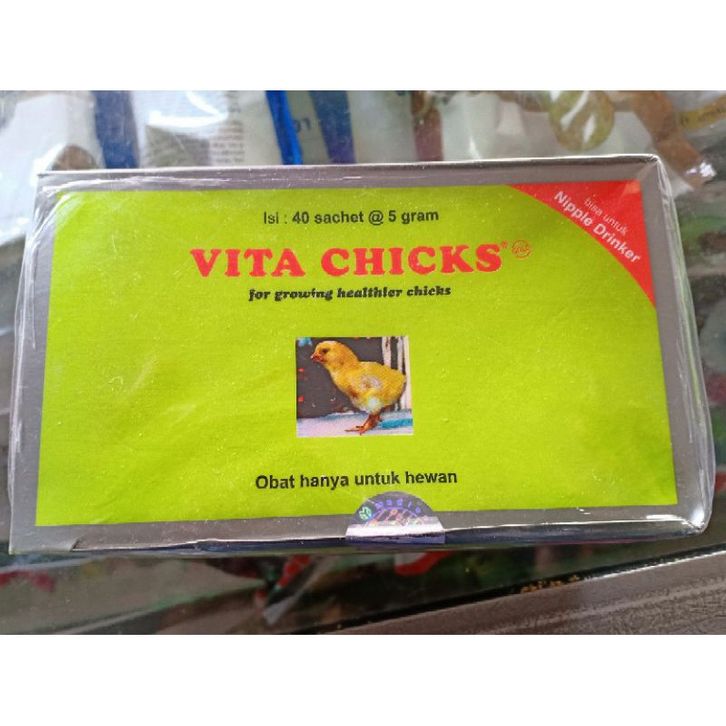 Isi : 40 sachet @ 5 gram
bisa untuk
Nipple Drinker
VITA CHICKS®
for growing healthier chicks
Obat hanya untuk hewan